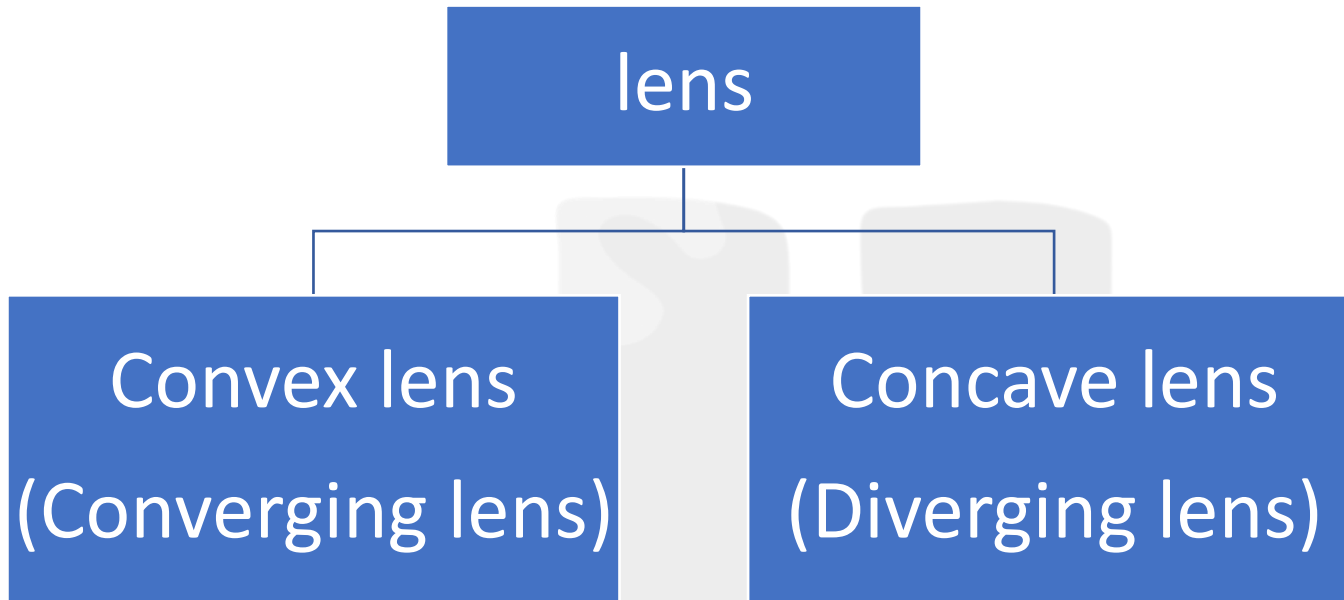 lens
Convex lens
(Converging lens)
Concave lens
(Diverging lens)